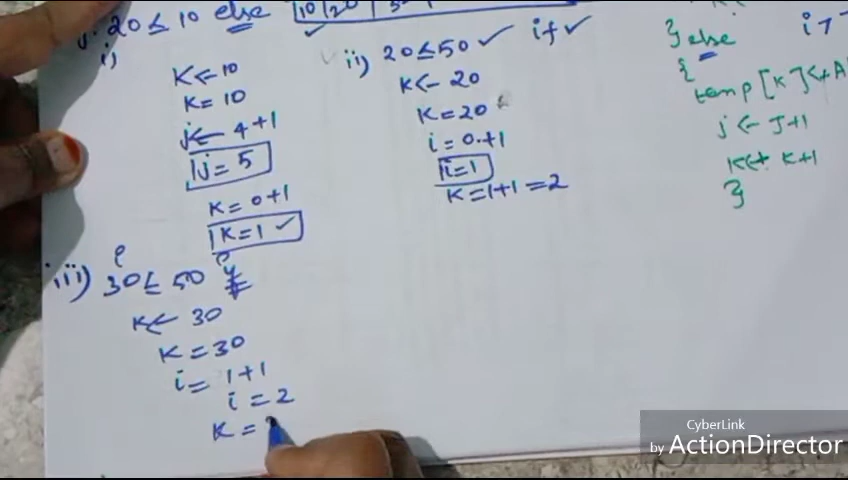 20 ≤ 10 else
10 20
i)
K ← 10
K = 10
j ← 4+1
j = 5
K = 0+1
K = 1 ✓
ii) 20 ≤ 50 ✓ if ✓
K ← 20
K = 20
i = 0+1
i = 1
K = 1+1 = 2
iii) 30 ≤ 50
K ← 30
K = 30
i = 1+1
i = 2
K =
} else
{
temp [K] ← A
j ← J+1
K ← K+1
}
CyberLink
by ActionDirector